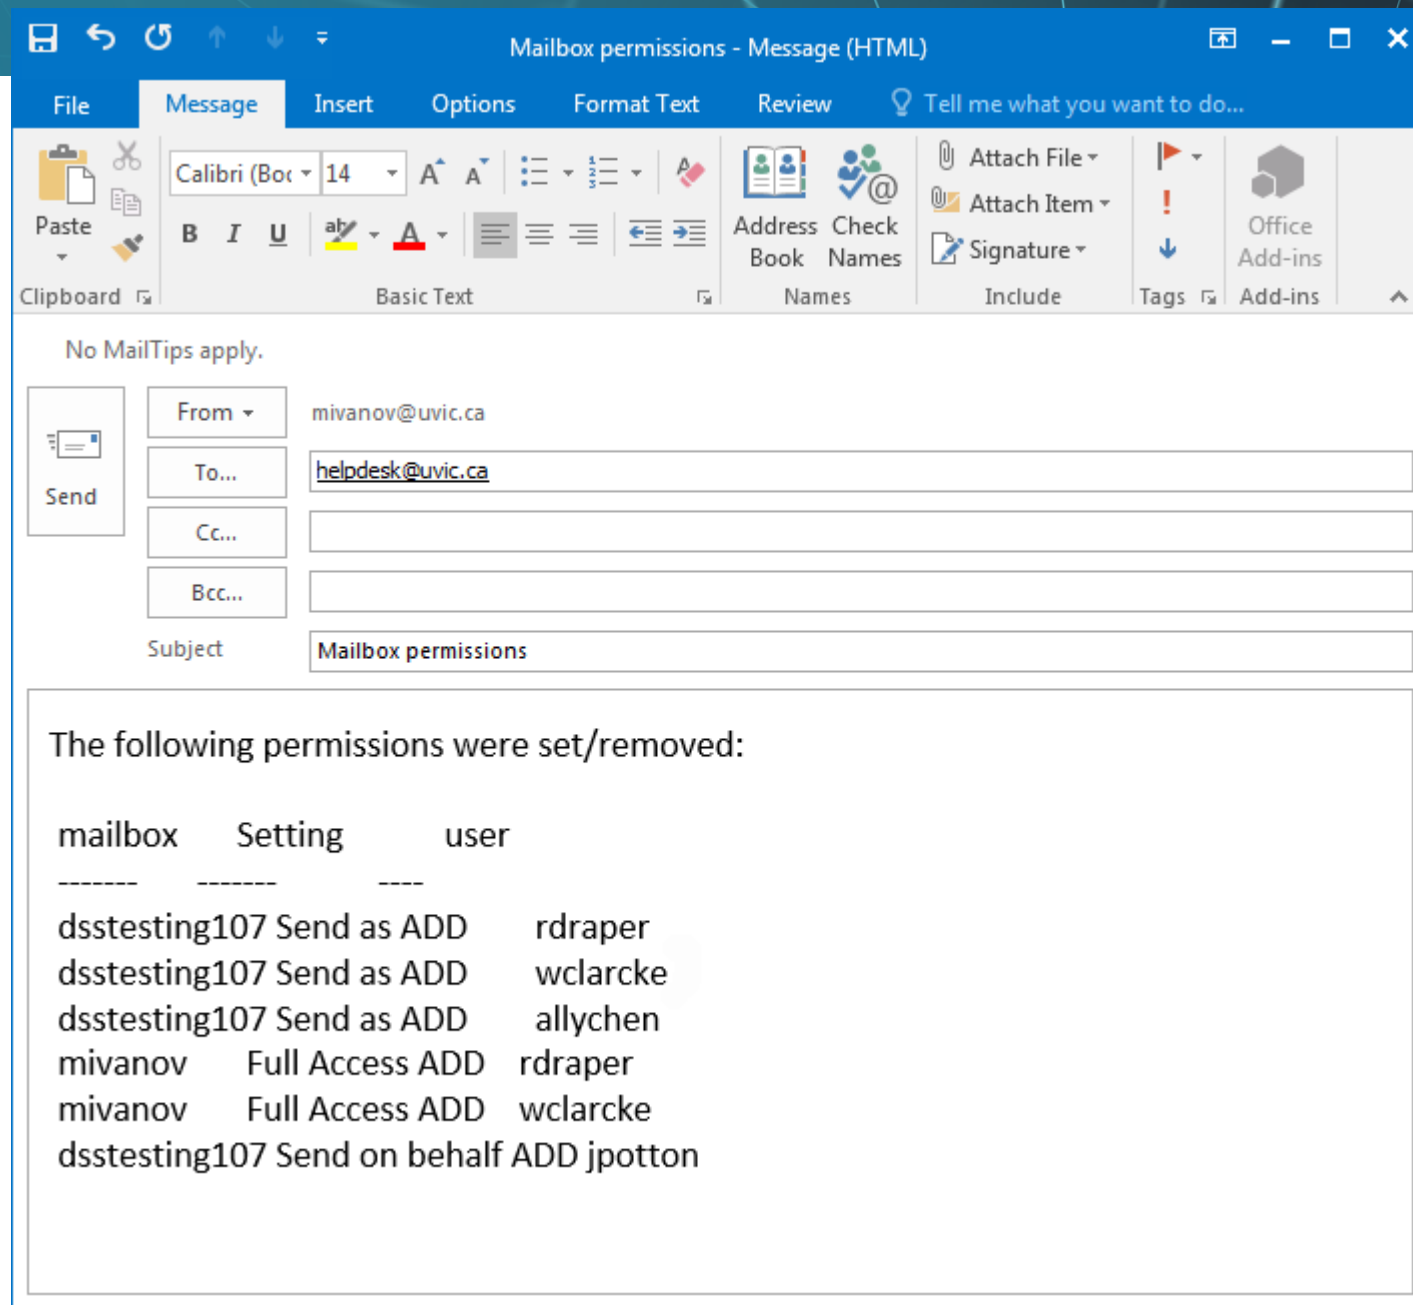 Mailbox permissions - Message (HTML)
File Message Insert Options Format Text Review Tell me what you want to do...
Paste
Calibri (Boc 14
B I U aby A
Address Book
Check Names
Attach File
Attach Item
Signature
Office Add-ins
Clipboard Basic Text Names Include Tags Add-ins
No MailTips apply.
Send
From mivanov@uvic.ca
To... helpdesk@uvic.ca
Cc...
Bcc...
Subject Mailbox permissions
The following permissions were set/removed:
mailbox Setting user
------- ------- ----
dsstesting107 Send as ADD rdraper
dsstesting107 Send as ADD wclarcke
dsstesting107 Send as ADD allychen
mivanov Full Access ADD rdraper
mivanov Full Access ADD wclarcke
dsstesting107 Send on behalf ADD jpotton